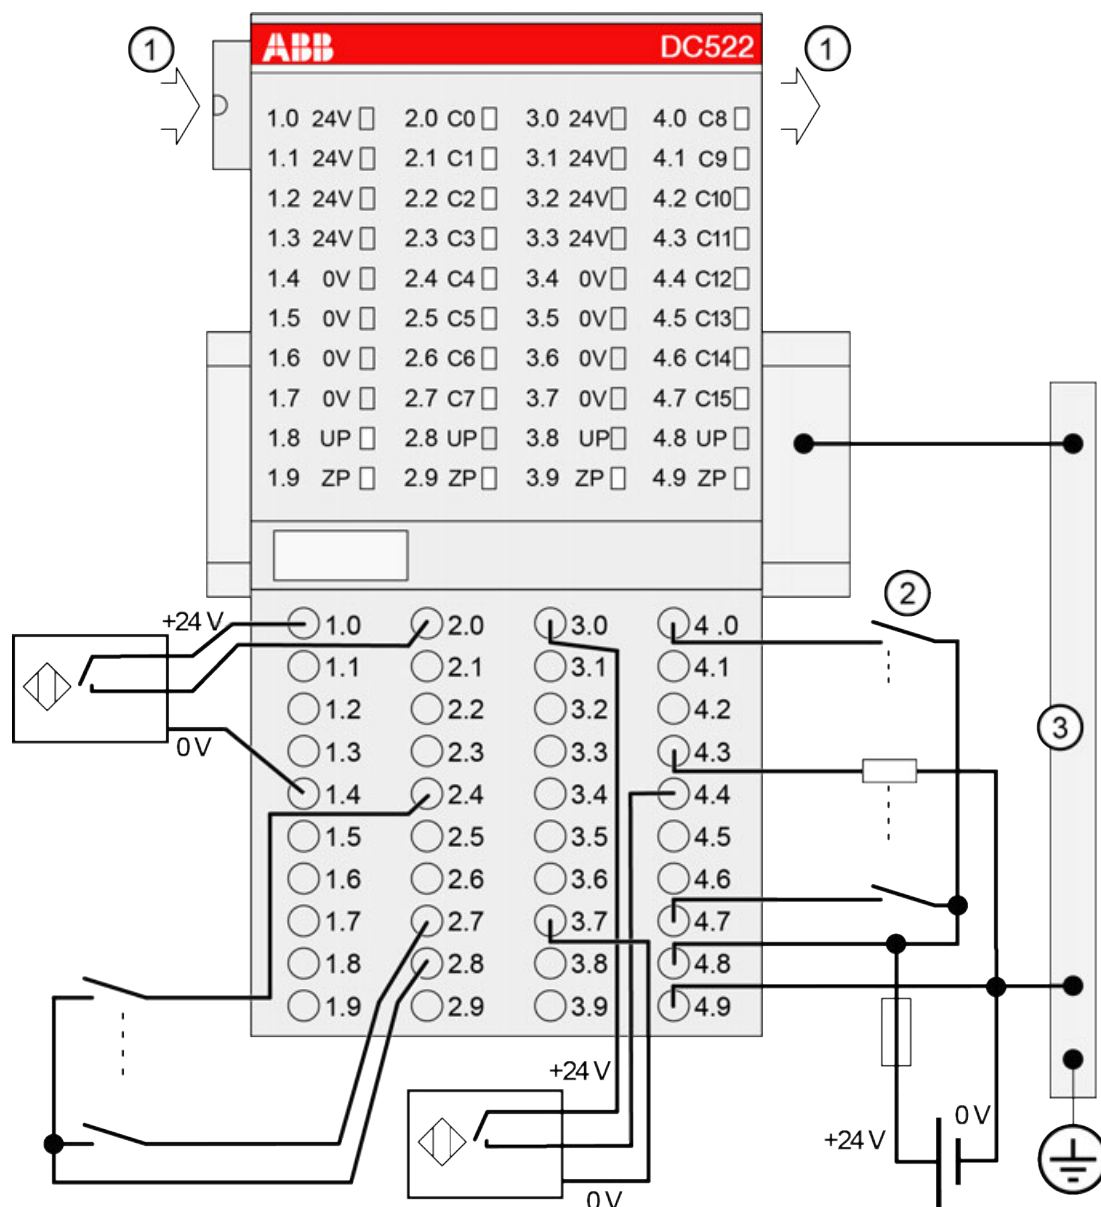 1 ABB DC522 1
1.0 24V 2.0 C0 3.0 24V 4.0 C8
1.1 24V 2.1 C1 3.1 24V 4.1 C9
1.2 24V 2.2 C2 3.2 24V 4.2 C10
1.3 24V 2.3 C3 3.3 24V 4.3 C11
1.4 0V 2.4 C4 3.4 0V 4.4 C12
1.5 0V 2.5 C5 3.5 0V 4.5 C13
1.6 0V 2.6 C6 3.6 0V 4.6 C14
1.7 0V 2.7 C7 3.7 0V 4.7 C15
1.8 UP 2.8 UP 3.8 UP 4.8 UP
1.9 ZP 2.9 ZP 3.9 ZP 4.9 ZP
2
+24 V 1.0 2.0 3.0 4 .0
1.1 2.1 3.1 4.1
1.2 2.2 3.2 4.2
3
0 V 1.3 2.3 3.3 4.3
1.4 2.4 3.4 4.4
1.5 2.5 3.5 4.5
1.6 2.6 3.6 4.6
1.7 2.7 3.7 4.7
1.8 2.8 3.8 4.8
1.9 2.9 3.9 4.9
+24 V
0 V
+24 V
0 V